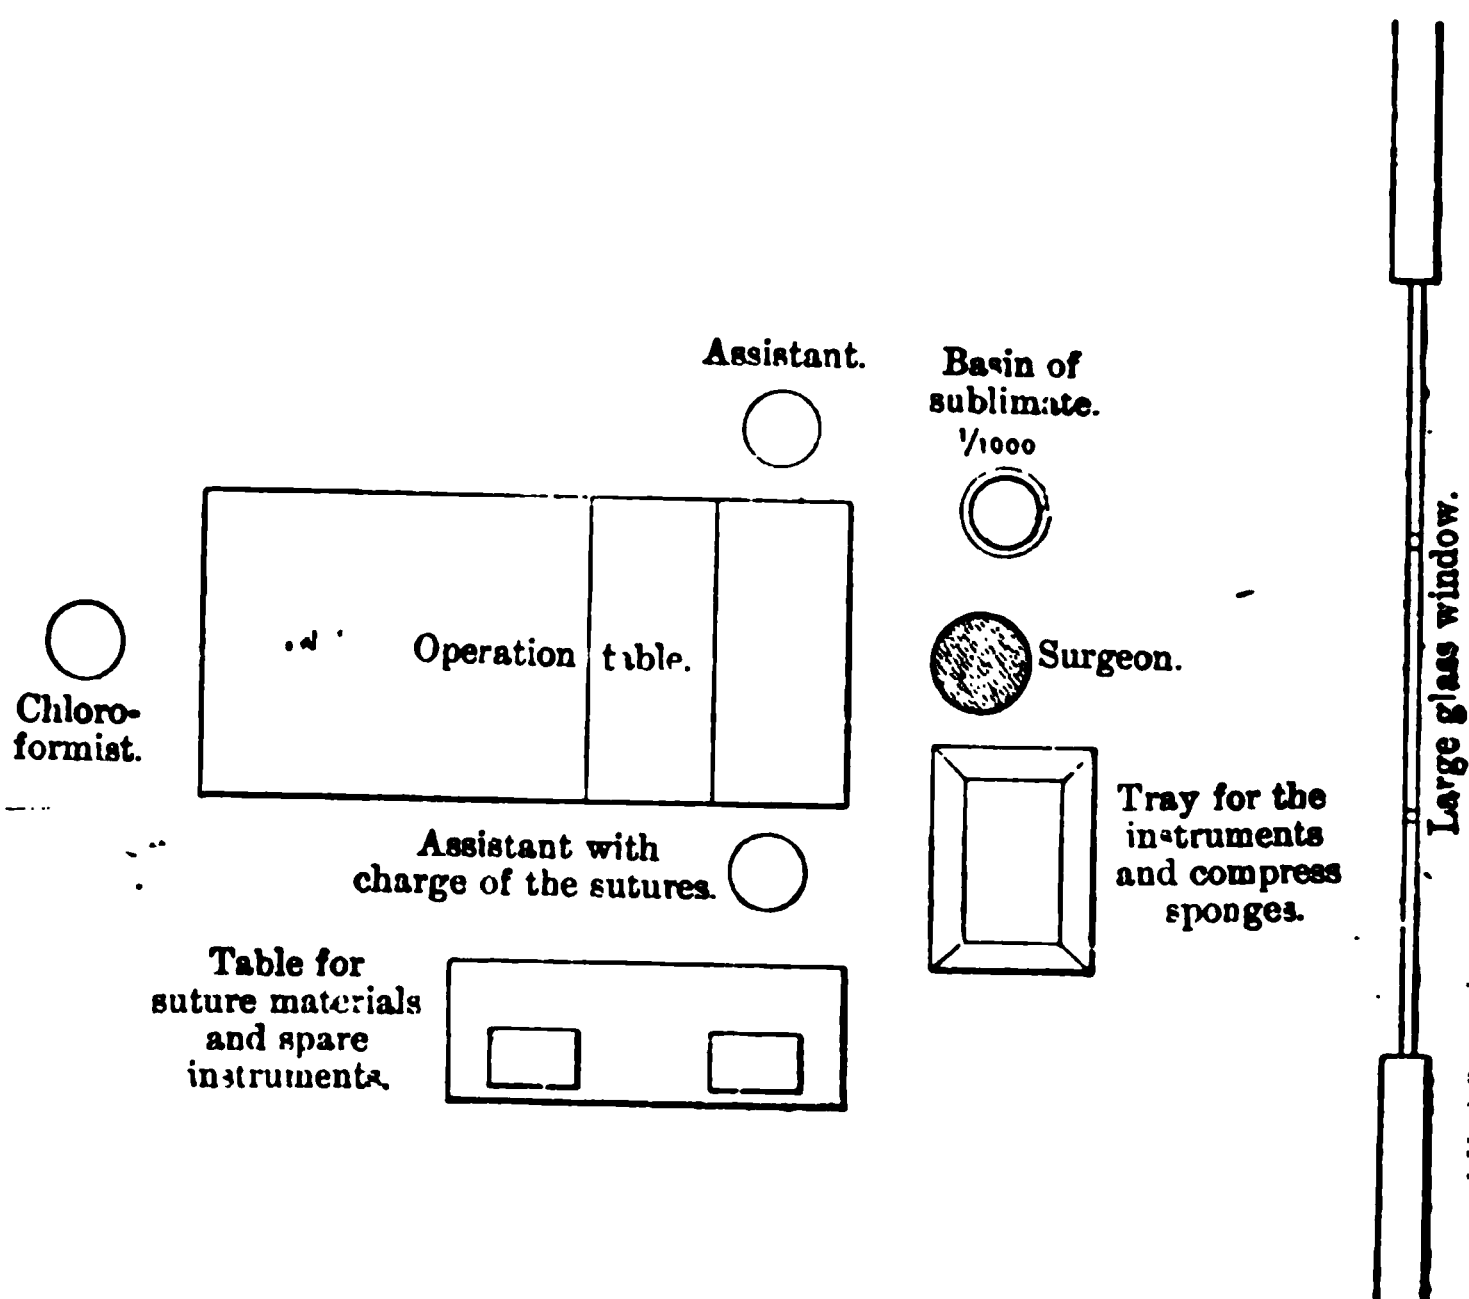 Assistant.
Basin of
sublimate.
1/1000
Operation table.
Surgeon.
Chloro-
formist.
Large glass window.
Tray for the
instruments
and compress
sponges.
Assistant with
charge of the sutures.
Table for
suture materials
and spare
instruments.